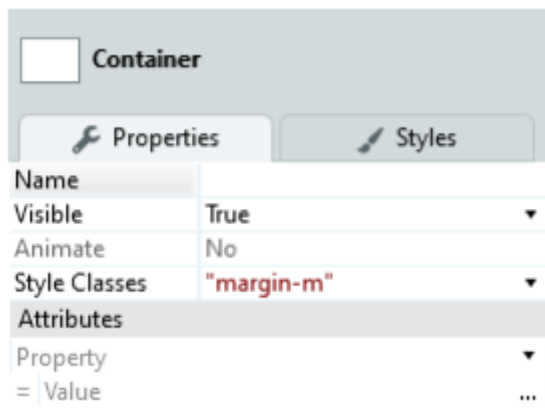 Container
Properties Styles
Name
Visible True
Animate No
Style Classes "margin-m"
Attributes
Property
= Value ...